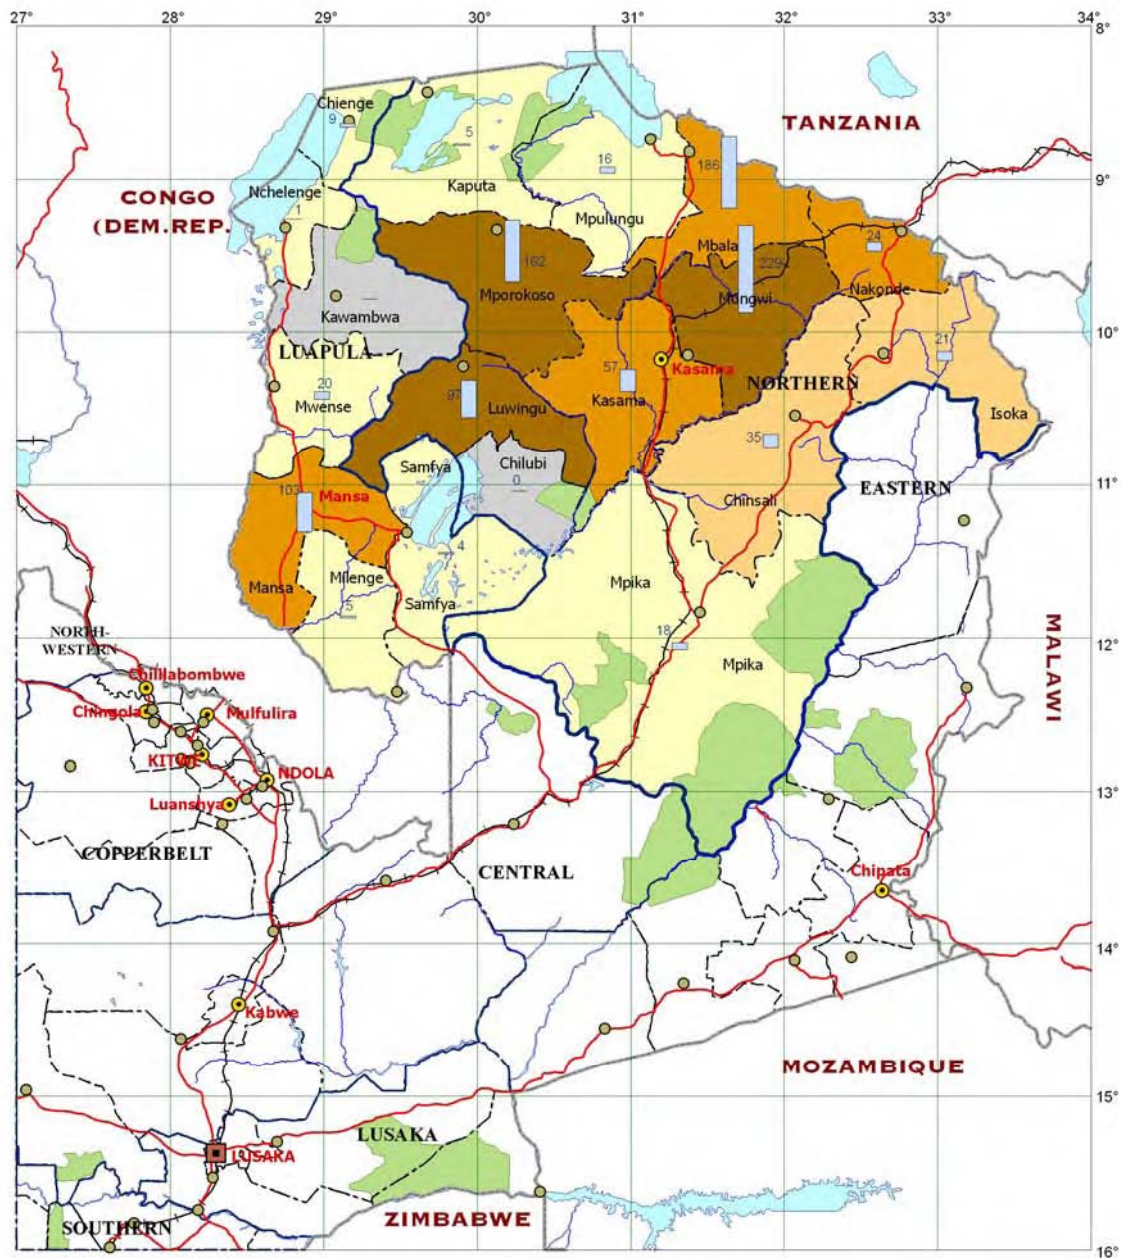 27° 28° 29° 30° 31° 32° 33° 34°
8°
Chienge
9
5
TANZANIA
16
186
9°
CONGO
(DEM.REP.
Nchelenge
Kaputa
1
Mpulungu
Mbala
24
162
229
Nakonde
Mporokoso
Mungwi
Kawambwa
10°
LUAPULA
21
Kasama
NORTHERN
57
20
Mwense
97
Luwingu
Kasama
Isoka
35
Samfya
Chilubi
0
EASTERN
103
Mansa
11°
Chinsali
4
Milenge
Mpika
Mansa
Samfya
5
18
12°
NORTH-
WESTERN
Mpika
MALAWI
Chililabombwe
Chingola
Mulfulira
KITWE
NDOLA
Luanshya
13°
COPPERBELT
CENTRAL
Chipata
14°
Kabwe
MOZAMBIQUE
15°
LUSAKA
LUSAKA
SOUTHERN
ZIMBABWE
16°